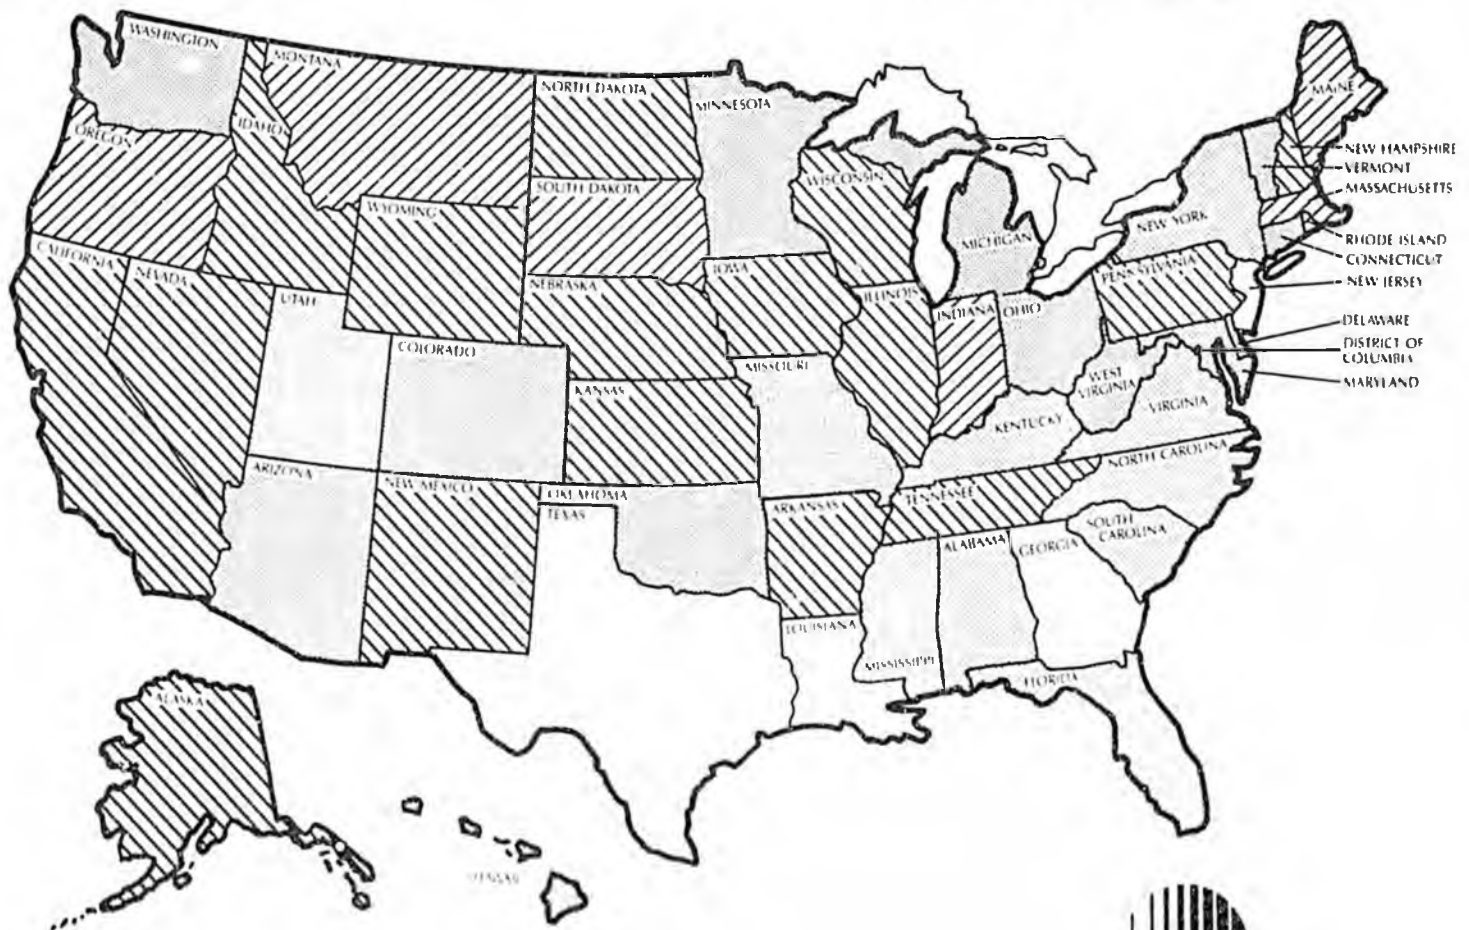 WASHINGTON
MONTANA
NORTH DAKOTA
MINNESOTA
MAINE
OREGON
IDAHO
NEW HAMPSHIRE
VERMONT
WISCONSIN
SOUTH DAKOTA
MASSACHUSETTS
WYOMING
NEW YORK
MICHIGAN
RHODE ISLAND
CONNECTICUT
CALIFORNIA
NEVADA
IOWA
PENNSYLVANIA
NEW JERSEY
NEBRASKA
UTAH
ILLINOIS
INDIANA
OHIO
DELAWARE
DISTRICT OF
COLUMBIA
COLORADO
MISSOURI
WEST
VIRGINIA
MARYLAND
KANSAS
VIRGINIA
KENTUCKY
NORTH CAROLINA
ARIZONA
NEW MEXICO
OKLAHOMA
TENNESSEE
TEXAS
ARKANSAS
SOUTH
CAROLINA
ALABAMA
GEORGIA
LOUISIANA
MISSISSIPPI
FLORIDA
ALASKA